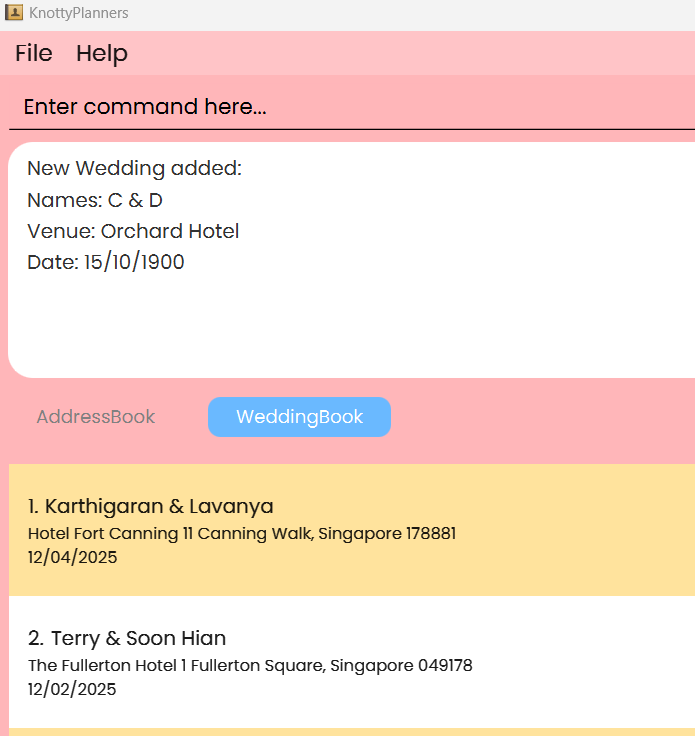 KnottyPlanners
File Help
Enter command here...
New Wedding added:
Names: C & D
Venue: Orchard Hotel
Date: 15/10/1900
AddressBook WeddingBook
1. Karthigaran & Lavanya
Hotel Fort Canning 11 Canning Walk, Singapore 178881
12/04/2025
2. Terry & Soon Hian
The Fullerton Hotel 1 Fullerton Square, Singapore 049178
12/02/2025